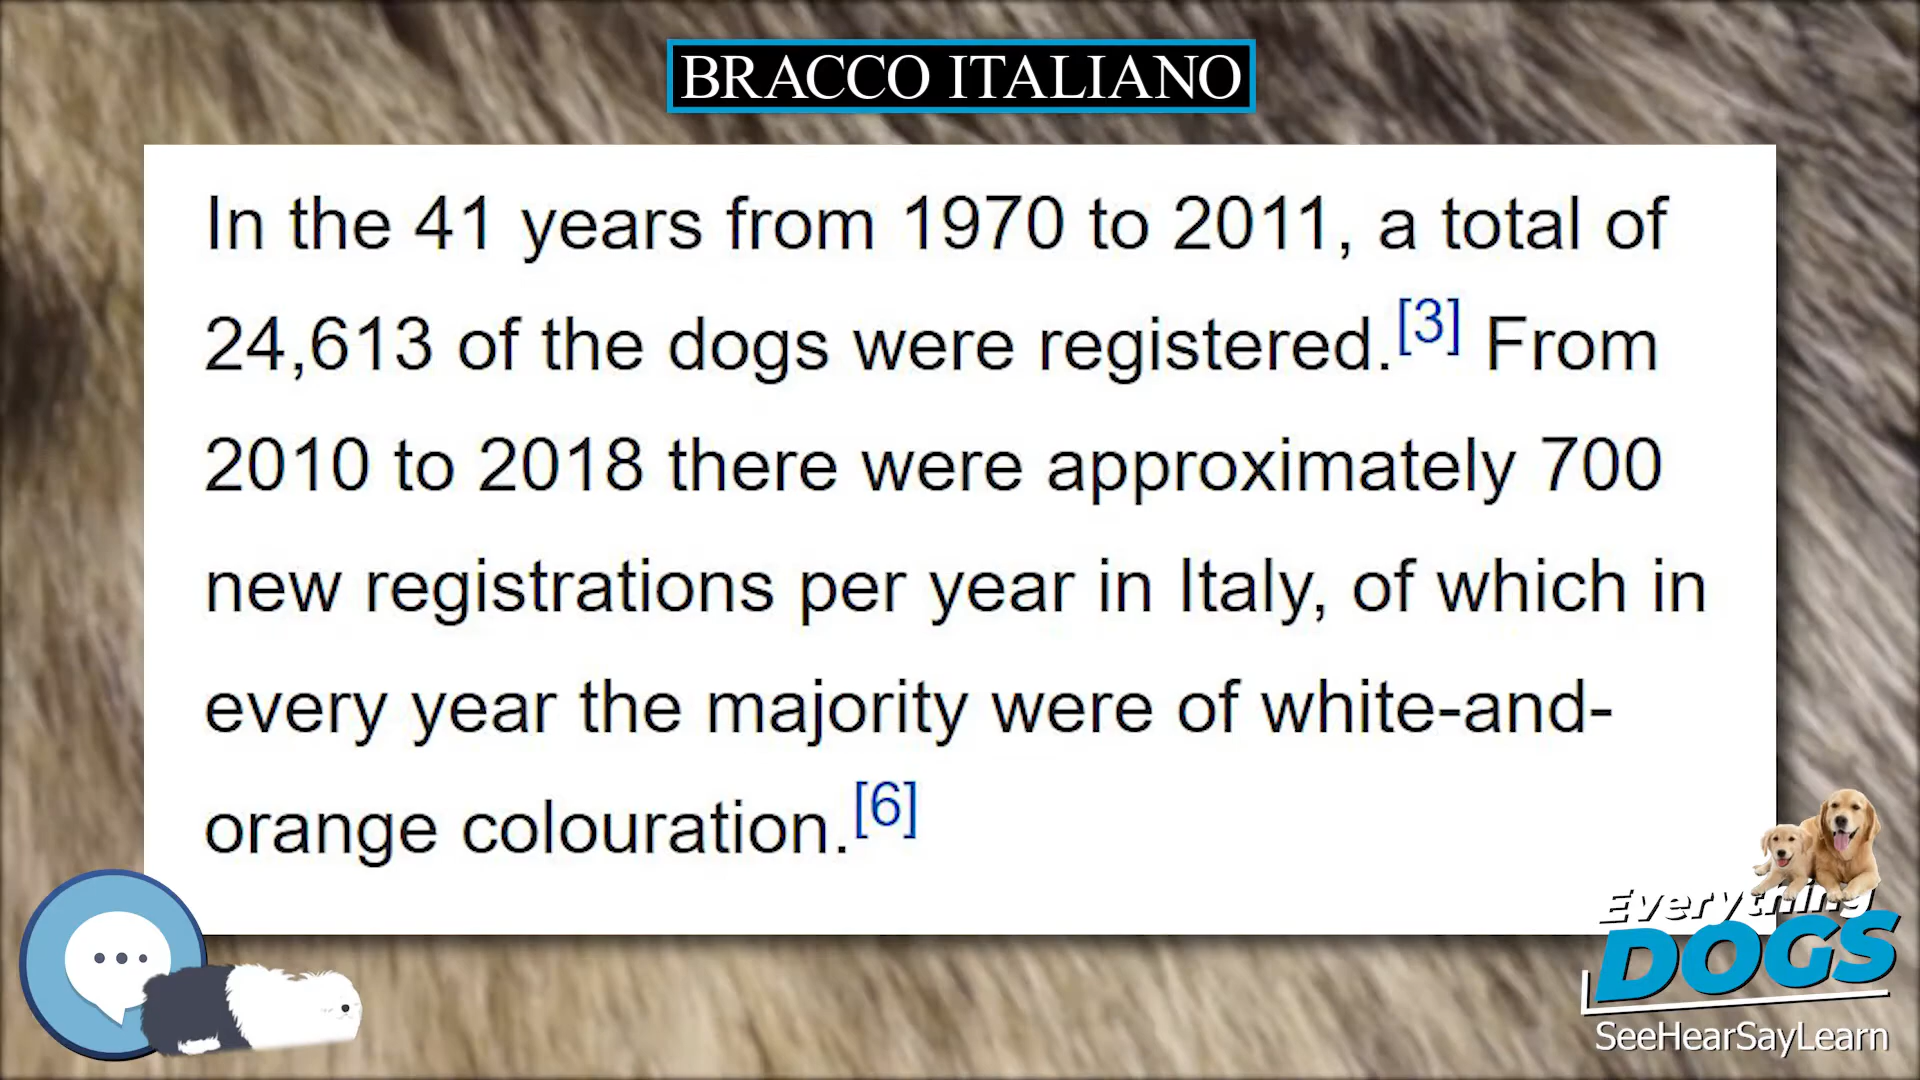 BRACCO ITALIANO
In the 41 years from 1970 to 2011, a total of
24,613 of the dogs were registered.[3] From
2010 to 2018 there were approximately 700
new registrations per year in Italy, of which in
every year the majority were of white-and-
orange colouration.[6]
Everything
DOGS
SeeHearSayLearn